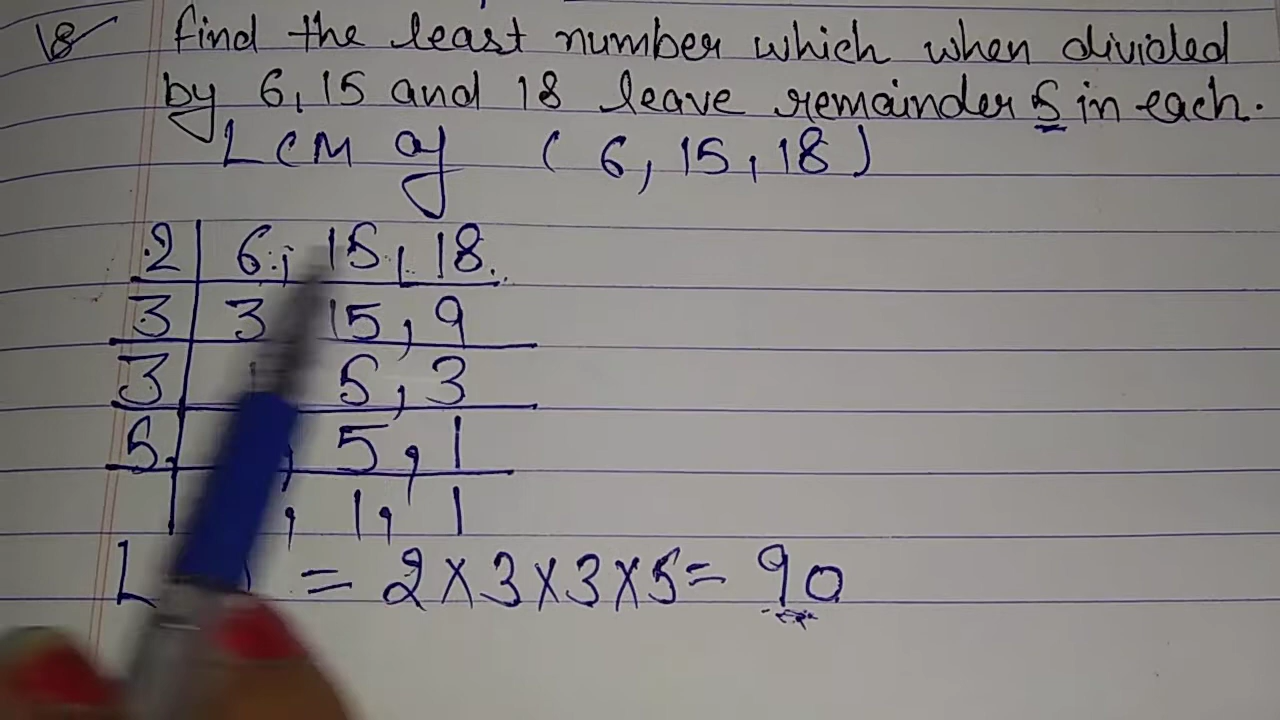 18 find the least number which when divided
by 6, 15 and 18 leave remainder 5 in each.
LCM of (6, 15, 18)
2 | 6, 15, 18
3 | 3 15, 9
3 | 5, 3
5 | , 5, 1
, 1, 1
L = 2×3×3×5= 90